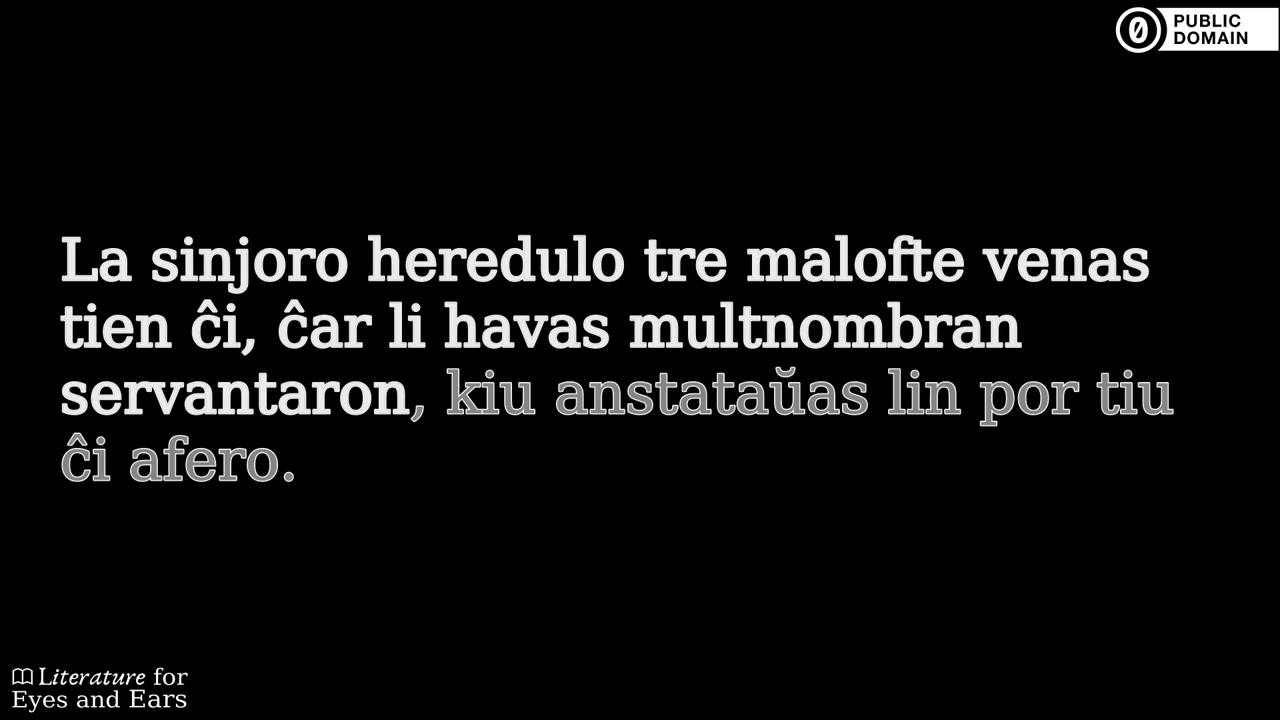 PUBLIC
DOMAIN
La sinjoro heredulo tre malofte venas
tien ĉi, ĉar li havas multnombran
servantaron, kiu anstataŭas lin por tiu
ĉi afero.
Literature for
Eyes and Ears